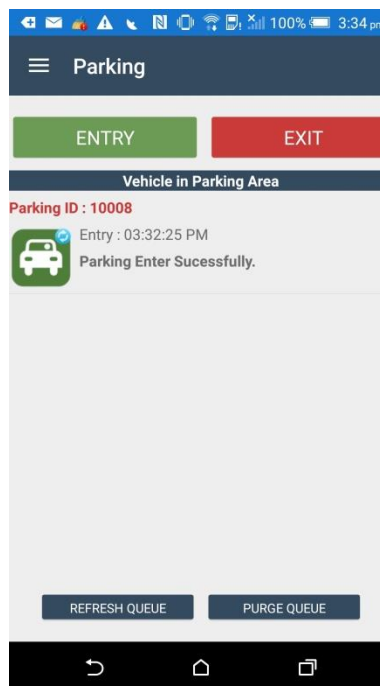 100% 3:34 pm
Parking
ENTRY EXIT
Vehicle in Parking Area
Parking ID : 10008
Entry : 03:32:25 PM
Parking Enter Sucessfully.
REFRESH QUEUE PURGE QUEUE